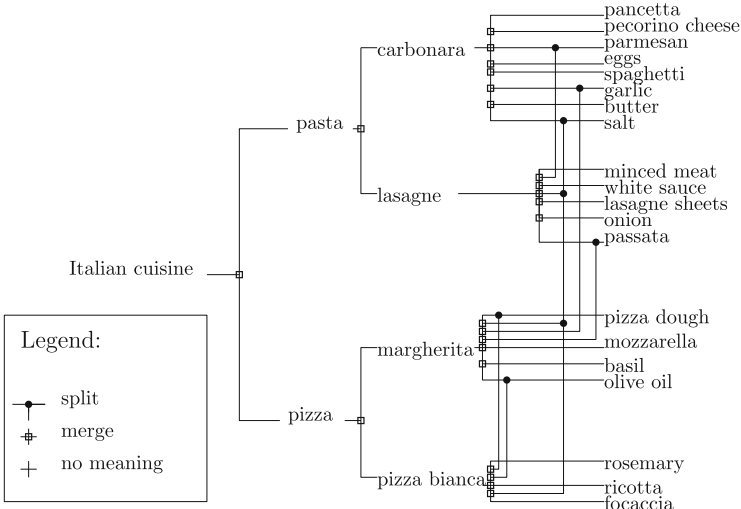 pancetta
pecorino cheese
carbonara
parmesan
eggs
spaghetti
garlic
butter
pasta
salt
minced meat
white sauce
lasagne
lasagne sheets
onion
passata
Italian cuisine
pizza dough
Legend:
margherita
mozzarella
basil
olive oil
split
pizza
merge
no meaning
rosemary
pizza bianca
ricotta
focaccia